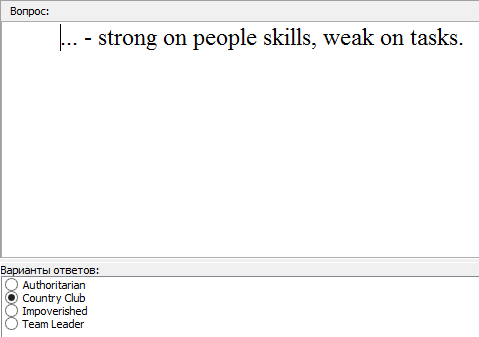 Вопрос:
... - strong on people skills, weak on tasks.
Варианты ответов:
Authoritarian
Country Club
Impoverished
Team Leader